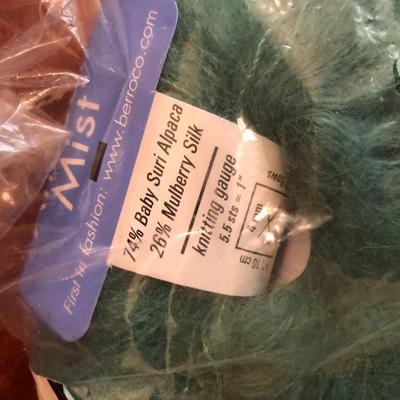 Mist
First in fashion: www.berroco.com
74% Baby Suri Alpaca
26% Mulberry Silk
knitting gauge
5.5 sts = 1"
Rows
10 cm